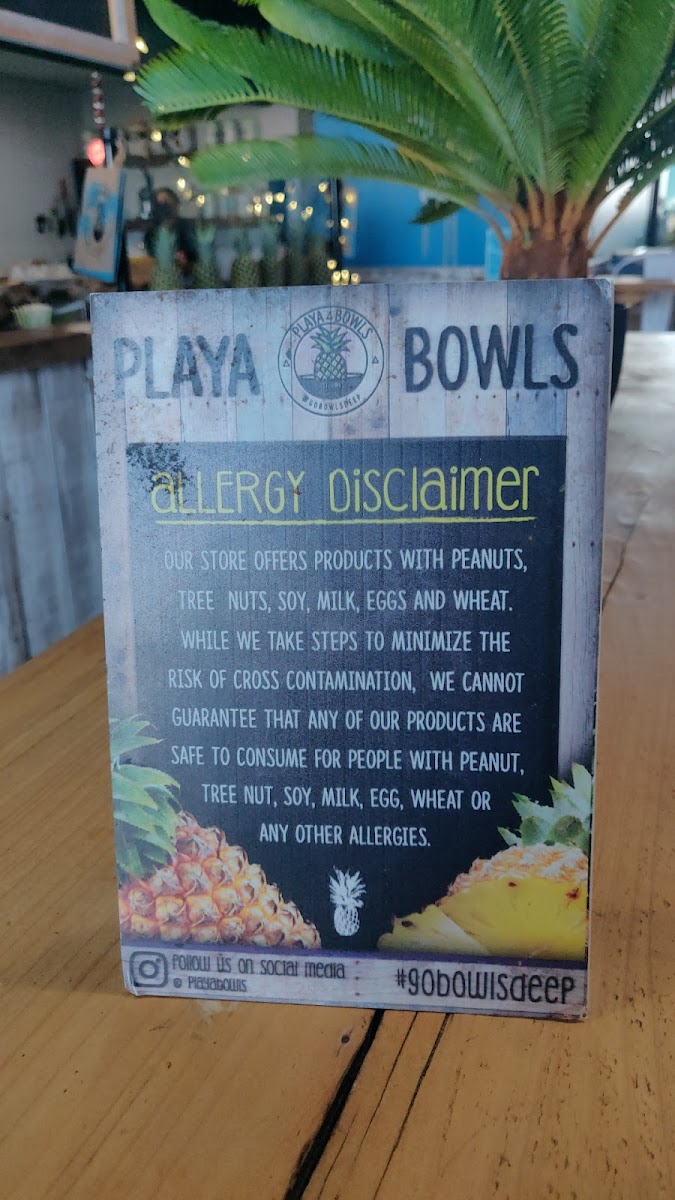 PLAYA BOWLS
PLAYA BOWLS
@GOBOWLSDEEP
ALLERGY DISCLAIMER
OUR STORE OFFERS PRODUCTS WITH PEANUTS,
TREE NUTS, SOY, MILK, EGGS AND WHEAT.
WHILE WE TAKE STEPS TO MINIMIZE THE
RISK OF CROSS CONTAMINATION, WE CANNOT
GUARANTEE THAT ANY OF OUR PRODUCTS ARE
SAFE TO CONSUME FOR PEOPLE WITH PEANUT,
TREE NUT, SOY, MILK, EGG, WHEAT OR
ANY OTHER ALLERGIES.
FOLLOW US ON SOCIAL MEDIA
@ PLAYABOWLS
#GOBOWLSDEEP